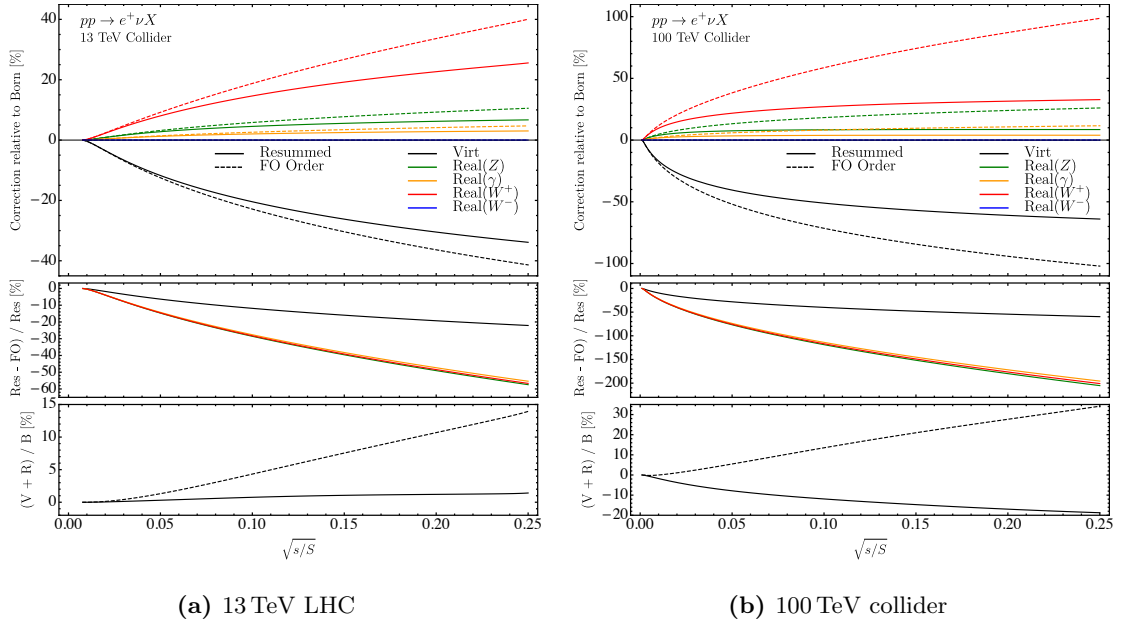 pp → e⁺νX
13 TeV Collider
Correction relative to Born [%]
40
20
0
−20
−40
Resummed
FO Order
Virt
Real(Z)
Real(γ)
Real(W⁺)
Real(W⁻)
Res - FO) / Res [%]
0
−10
−20
−30
−40
−50
−60
(V + R) / B [%]
15
10
5
0
0.00 0.05 0.10 0.15 0.20 0.25
√s/S
(a) 13 TeV LHC
pp → e⁺νX
100 TeV Collider
Correction relative to Born [%]
100
50
0
−50
−100
Resummed
FO Order
Virt
Real(Z)
Real(γ)
Real(W⁺)
Real(W⁻)
Res - FO) / Res [%]
0
−50
−100
−150
−200
(V + R) / B [%]
30
20
10
0
−10
−20
0.00 0.05 0.10 0.15 0.20 0.25
√s/S
(b) 100 TeV collider